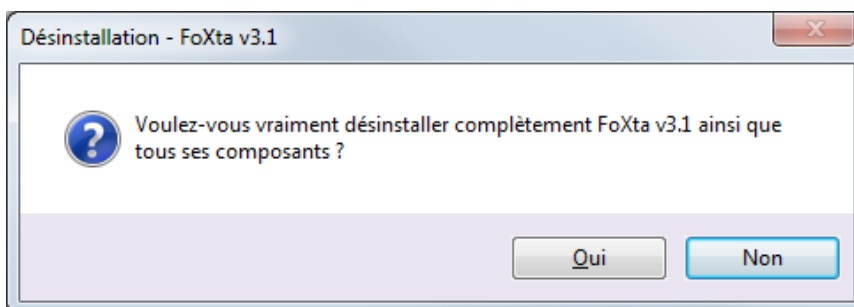 Désinstallation - FoXta v3.1
Voulez-vous vraiment désinstaller complètement FoXta v3.1 ainsi que
tous ses composants ?
Oui
Non